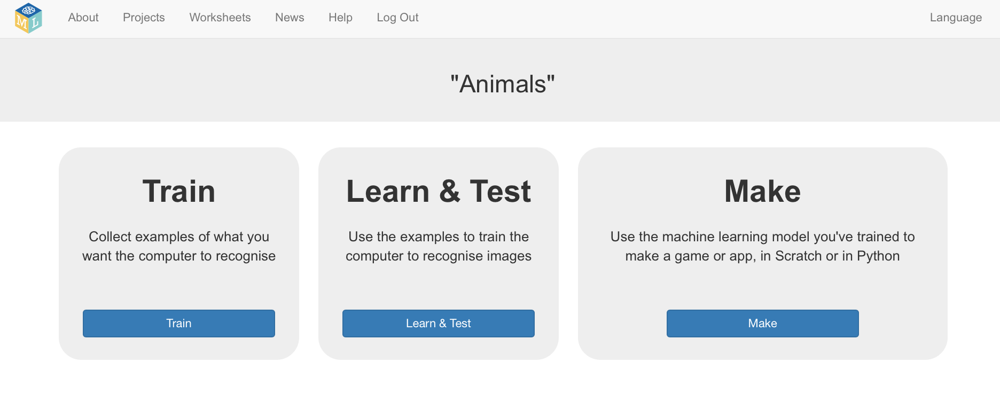 M L
About Projects Worksheets News Help Log Out Language
"Animals"
Train
Collect examples of what you
want the computer to recognise
Train
Learn & Test
Use the examples to train the
computer to recognise images
Learn & Test
Make
Use the machine learning model you've trained to
make a game or app, in Scratch or in Python
Make